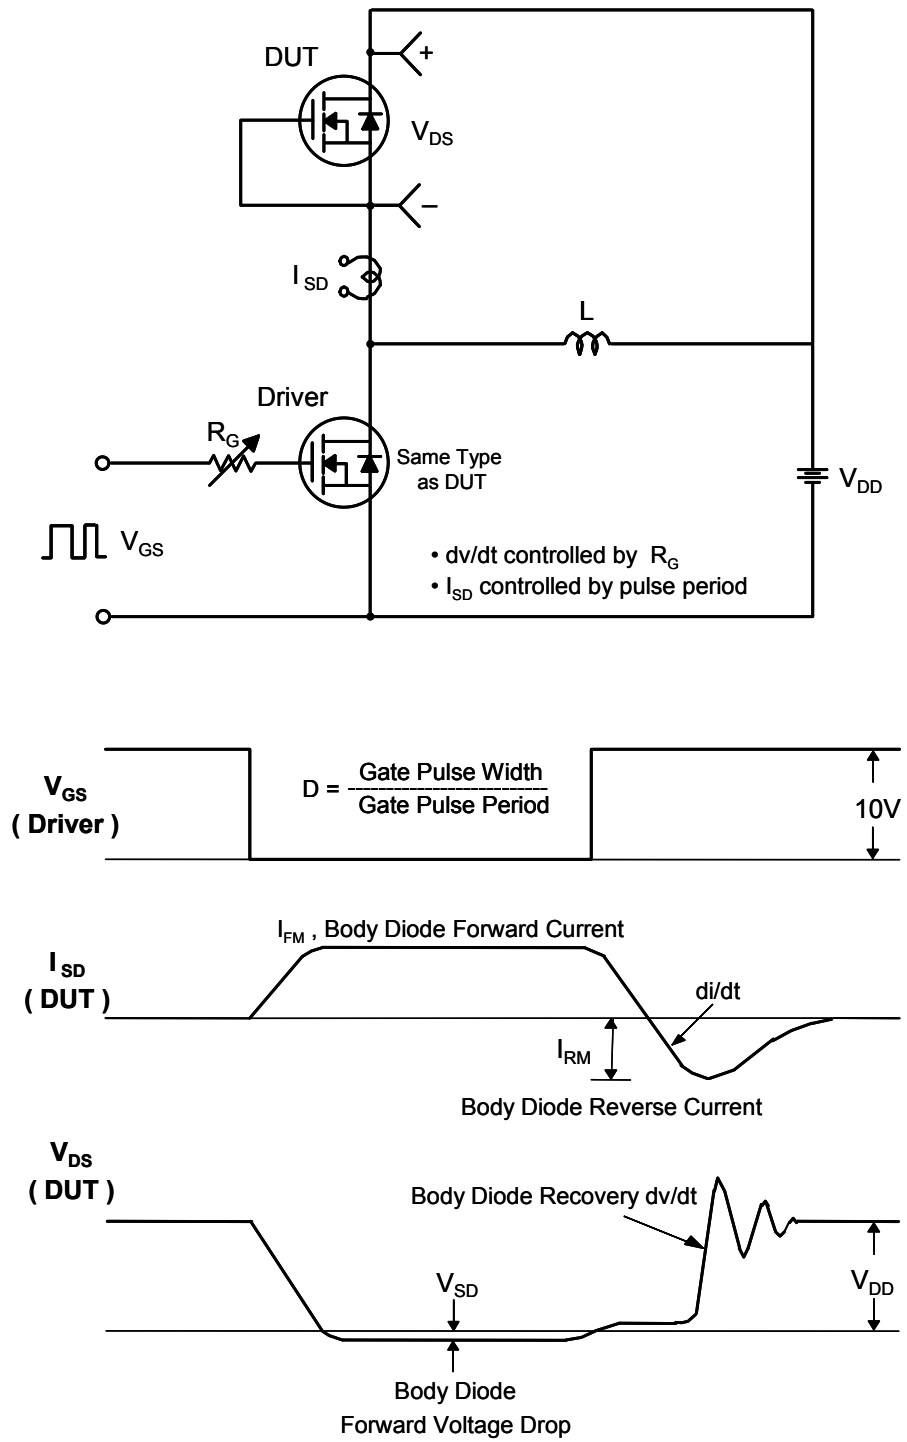 DUT
+
V_DS
–
I_SD
L
Driver
R_G
Same Type
as DUT
V_DD
V_GS
• dv/dt controlled by R_G
• I_SD controlled by pulse period
V_GS
( Driver )
D = Gate Pulse Width
Gate Pulse Period
10V
I_FM , Body Diode Forward Current
I_SD
( DUT )
di/dt
I_RM
Body Diode Reverse Current
V_DS
( DUT )
Body Diode Recovery dv/dt
V_SD
V_DD
Body Diode
Forward Voltage Drop